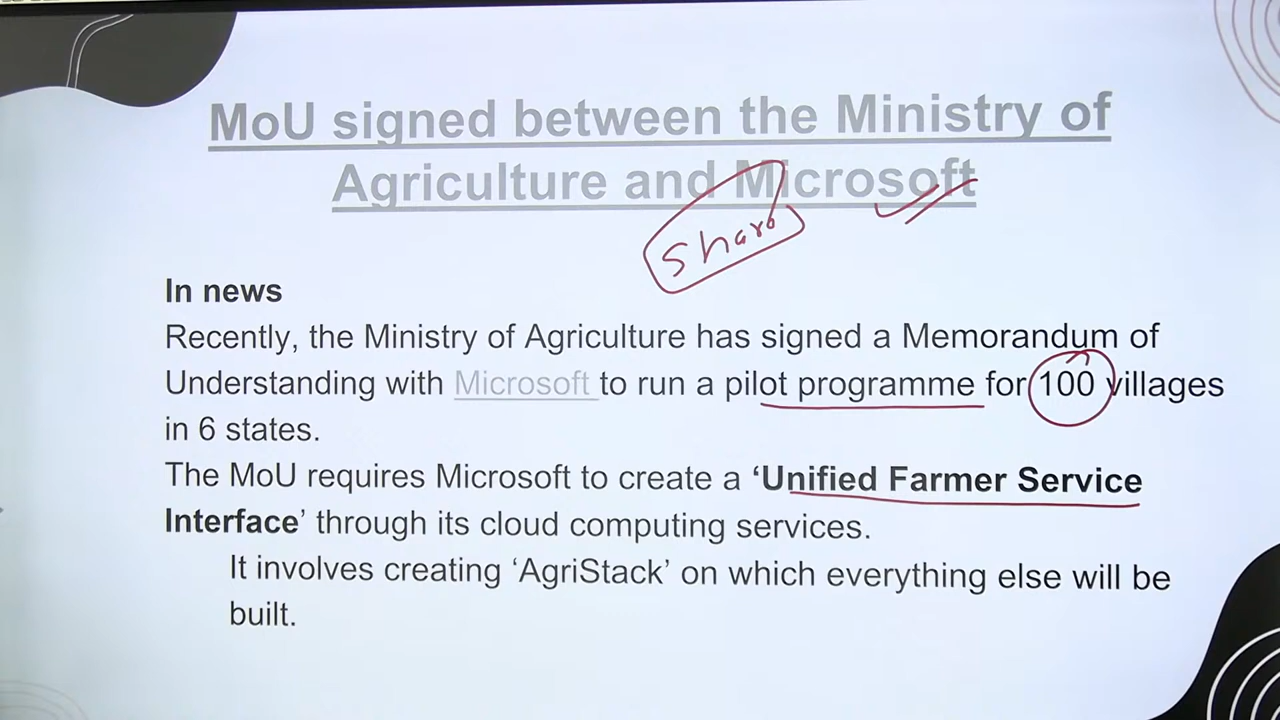 MoU signed between the Ministry of
Agriculture and Microsoft
Share
In news
Recently, the Ministry of Agriculture has signed a Memorandum of
Understanding with Microsoft to run a pilot programme for 100 villages
in 6 states.
The MoU requires Microsoft to create a ‘Unified Farmer Service
Interface’ through its cloud computing services.
It involves creating ‘AgriStack’ on which everything else will be
built.